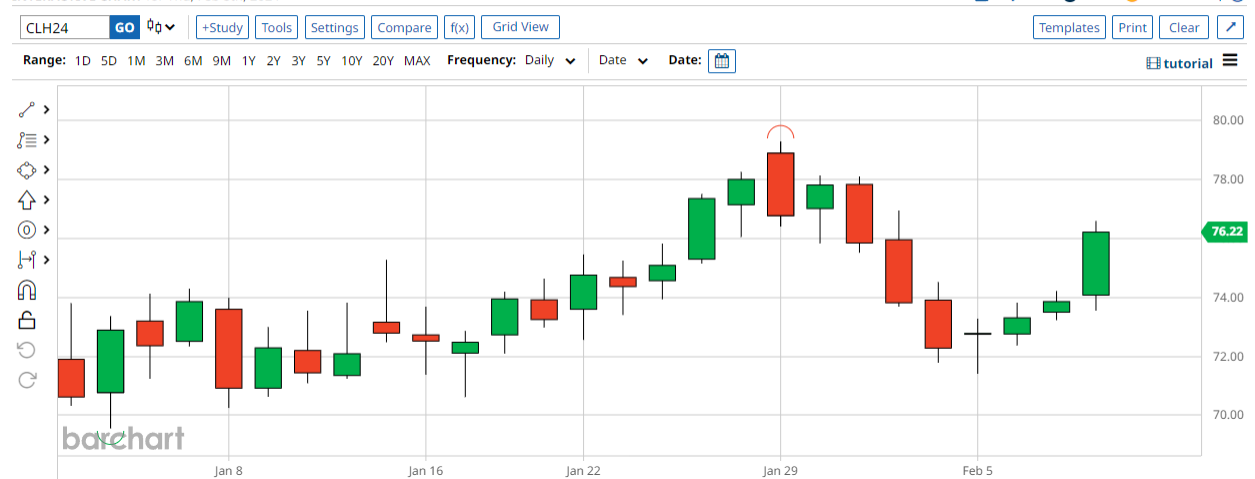 CLH24 GO +Study Tools Settings Compare f(x) Grid View Templates Print Clear
Range: 1D 5D 1M 3M 6M 9M 1Y 2Y 3Y 5Y 10Y 20Y MAX Frequency: Daily Date Date: tutorial
80.00
78.00
76.22
74.00
72.00
70.00
0
barchart
Jan 8 Jan 16 Jan 22 Jan 29 Feb 5